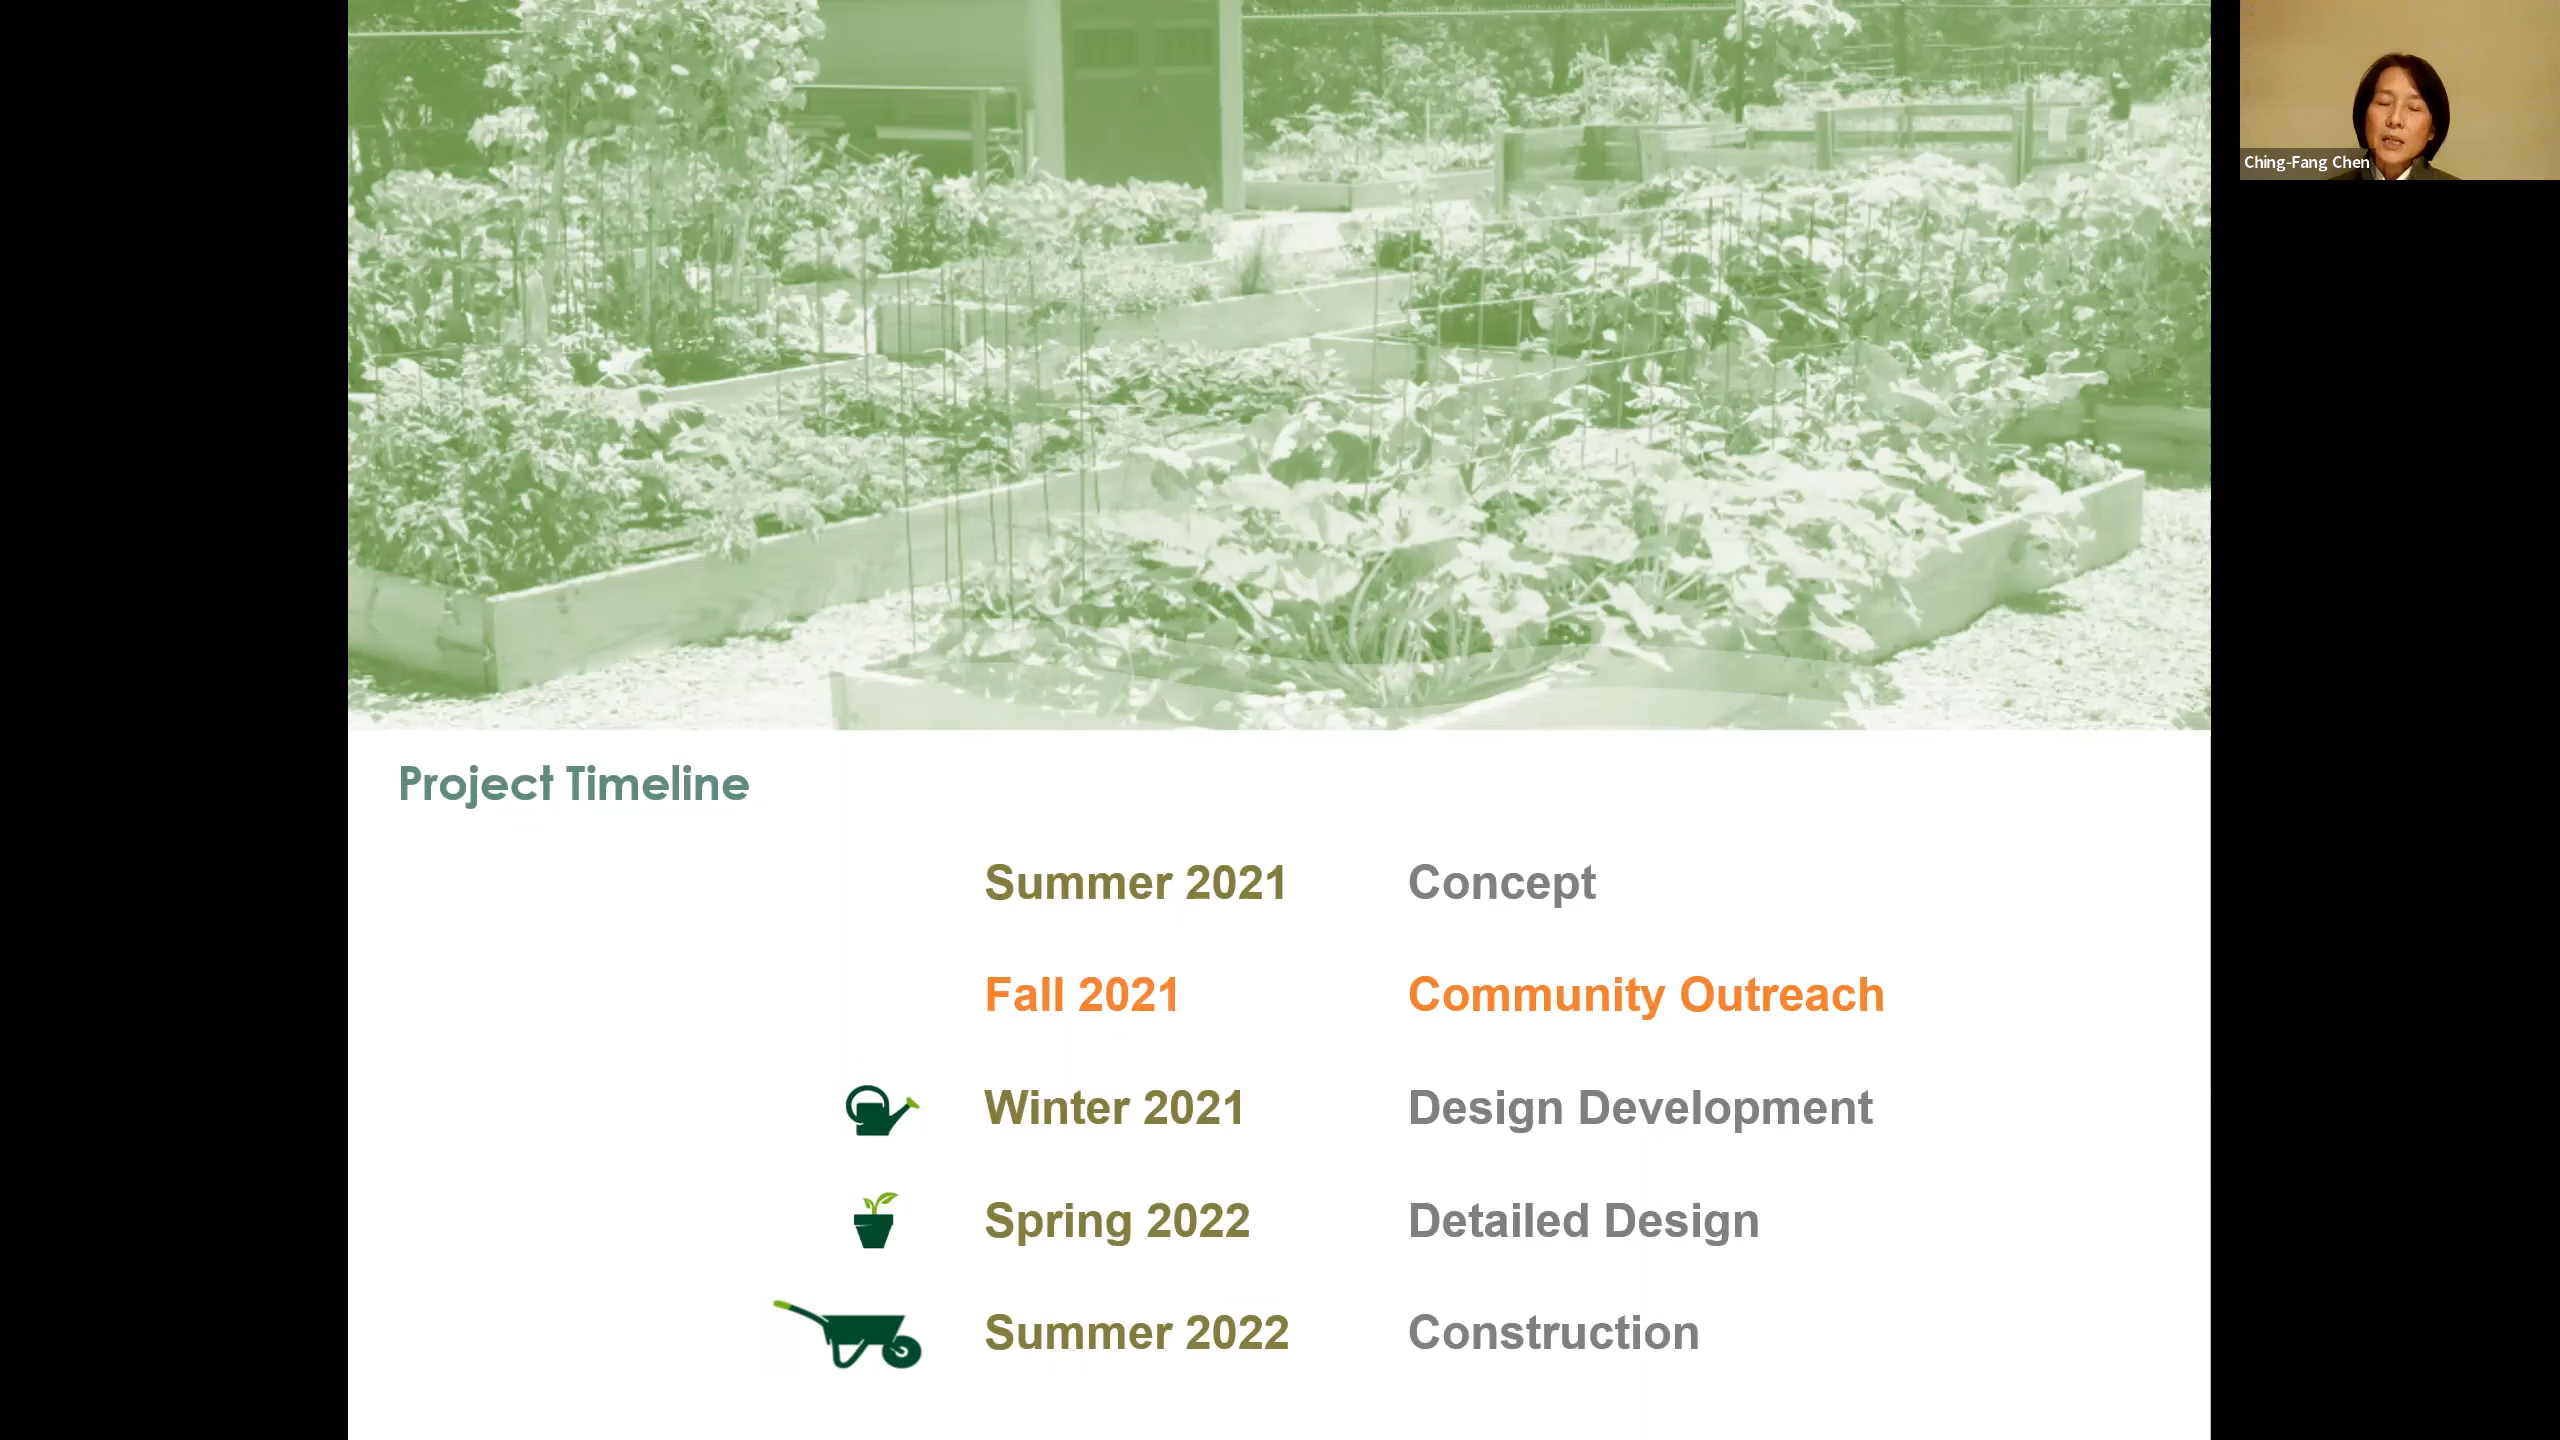 Ching-Fang Chen
Project Timeline
Summer 2021 Concept
Fall 2021 Community Outreach
Winter 2021 Design Development
Spring 2022 Detailed Design
Summer 2022 Construction